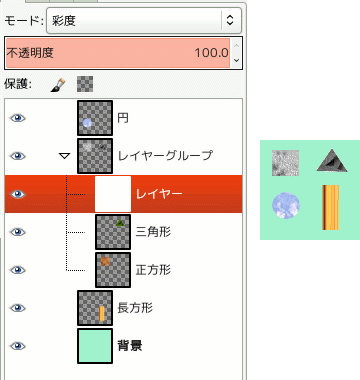 モード: 彩度
不透明度 100.0
保護:
円
レイヤーグループ
レイヤー
三角形
正方形
長方形
背景